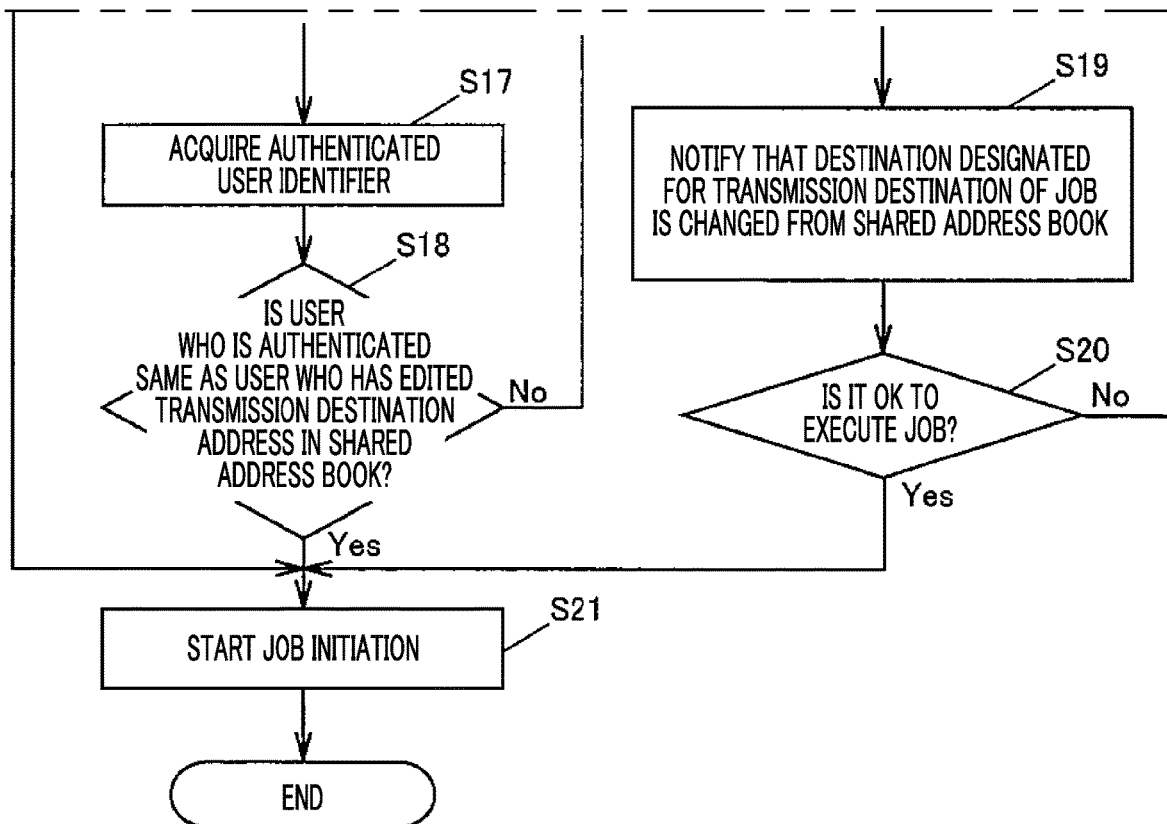 S17
ACQUIRE AUTHENTICATED
USER IDENTIFIER
S18
IS USER
WHO IS AUTHENTICATED
SAME AS USER WHO HAS EDITED
TRANSMISSION DESTINATION
ADDRESS IN SHARED
ADDRESS BOOK?
No
Yes
S19
NOTIFY THAT DESTINATION DESIGNATED
FOR TRANSMISSION DESTINATION OF JOB
IS CHANGED FROM SHARED ADDRESS BOOK
S20
IS IT OK TO
EXECUTE JOB?
No
Yes
S21
START JOB INITIATION
END